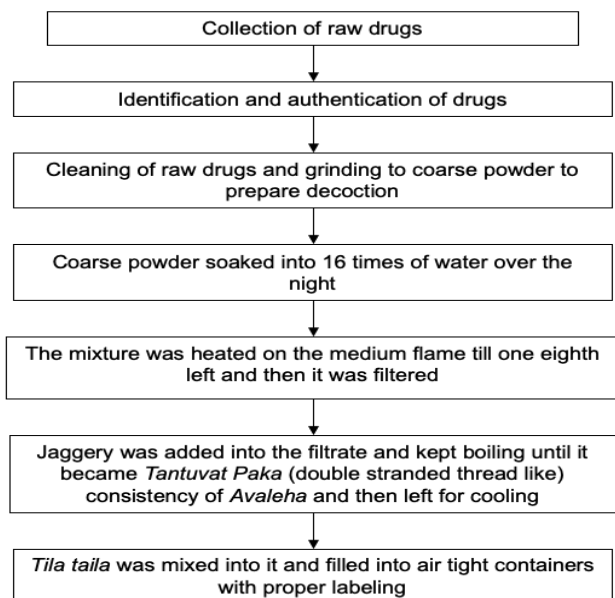 Collection of raw drugs
Identification and authentication of drugs
Cleaning of raw drugs and grinding to coarse powder to
prepare decoction
Coarse powder soaked into 16 times of water over the
night
The mixture was heated on the medium flame till one eighth
left and then it was filtered
Jaggery was added into the filtrate and kept boiling until it
became Tantuvat Paka (double stranded thread like)
consistency of Avaleha and then left for cooling
Tila taila was mixed into it and filled into air tight containers
with proper labeling